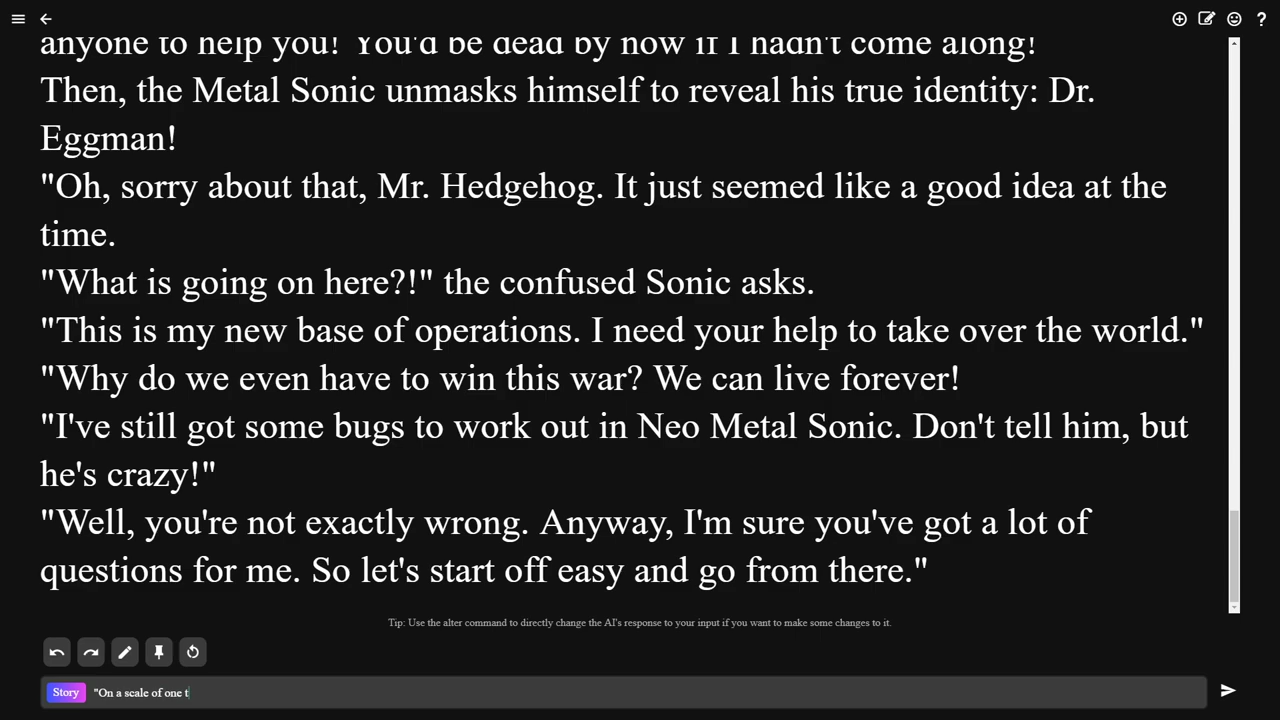 anyone to help you! You'd be dead by now if I hadn't come along!
Then, the Metal Sonic unmasks himself to reveal his true identity: Dr.
Eggman!
"Oh, sorry about that, Mr. Hedgehog. It just seemed like a good idea at the
time.
"What is going on here?!" the confused Sonic asks.
"This is my new base of operations. I need your help to take over the world."
"Why do we even have to win this war? We can live forever!
"I've still got some bugs to work out in Neo Metal Sonic. Don't tell him, but
he's crazy!"
"Well, you're not exactly wrong. Anyway, I'm sure you've got a lot of
questions for me. So let's start off easy and go from there."
Tip: Use the alter command to directly change the AI's response to your input if you want to make some changes to it.
Story "On a scale of one t